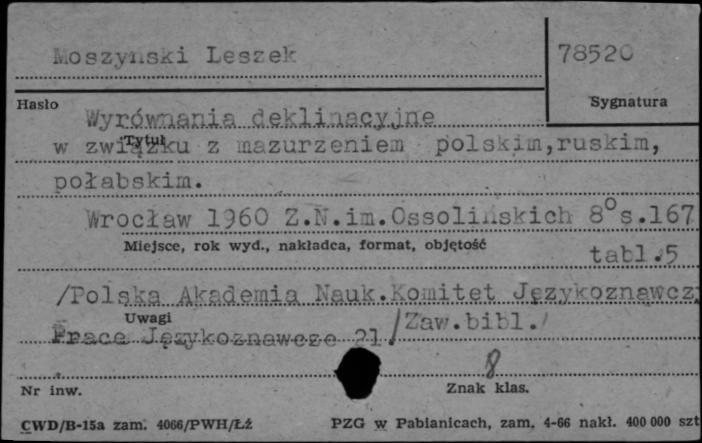 Moszyński Leszek 78520
Hasło Sygnatura
Wyrównania deklinacyjne
Tytuł
w związku z mazurzeniem polskim,ruskim,
połabskim.
Wrocław 1960 Z.N.im.Ossolińskich 8°s.167
Miejsce, rok wyd., nakładca, format, objętość
tabl.5
/Polska Akademia Nauk.Komitet Językoznawczy
Uwagi
Prace Językoznawcze 21/Zaw.bibl./
8
Nr inw. Znak klas.
CWD/B-15a zam. 4066/PWH/Łź PZG w Pabianicach, zam. 4-66 nakł. 400 000 szt